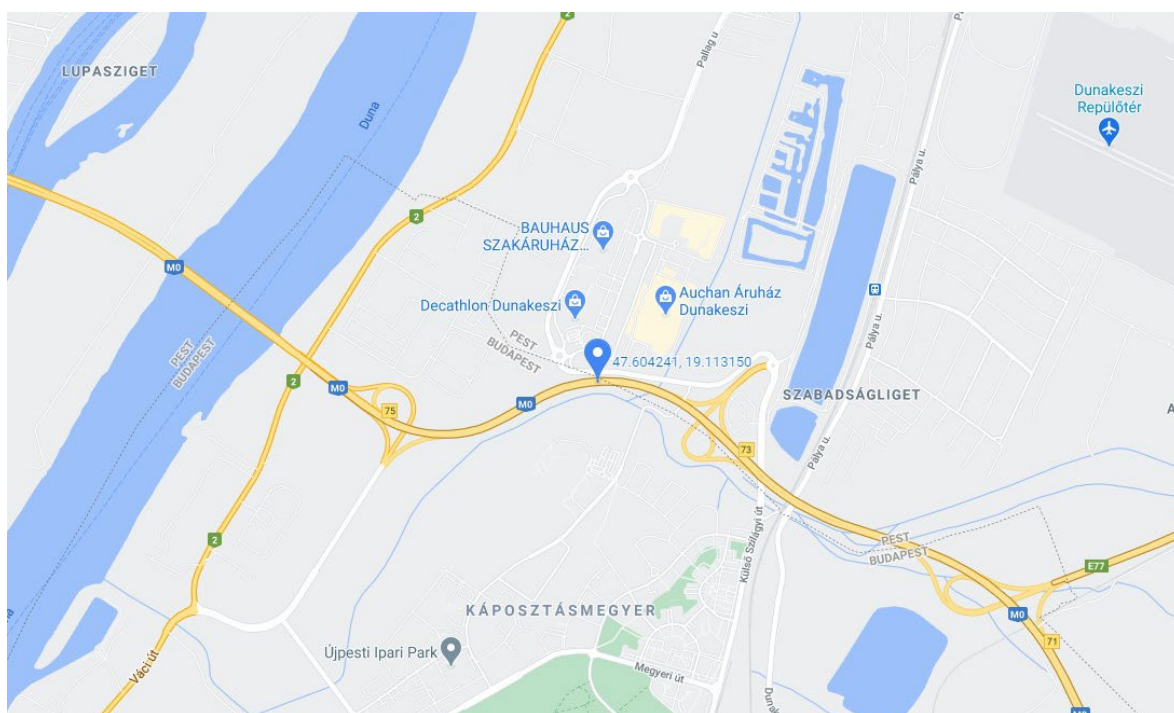 2
LUPASZIGET
Duna
Pallag u
Pálya u.
Dunakeszi
Repülőtér
2
BAUHAUS
SZAKÁRUHÁZ...
M0
Decathlon Dunakeszi
Auchan Áruház
Dunakeszi
Pálya u.
PEST
BUDAPEST
PEST
BUDAPEST
47.604241, 19.113150
2
M0
M0
75
SZABADSÁGLIGET
A
73
Pálya u.
2
Külső Szilágyi út
PEST
BUDAPEST
E77
KÁPOSZTÁSMEGYER
M0
71
Váci út
Újpesti Ipari Park
Megyeri út
M0